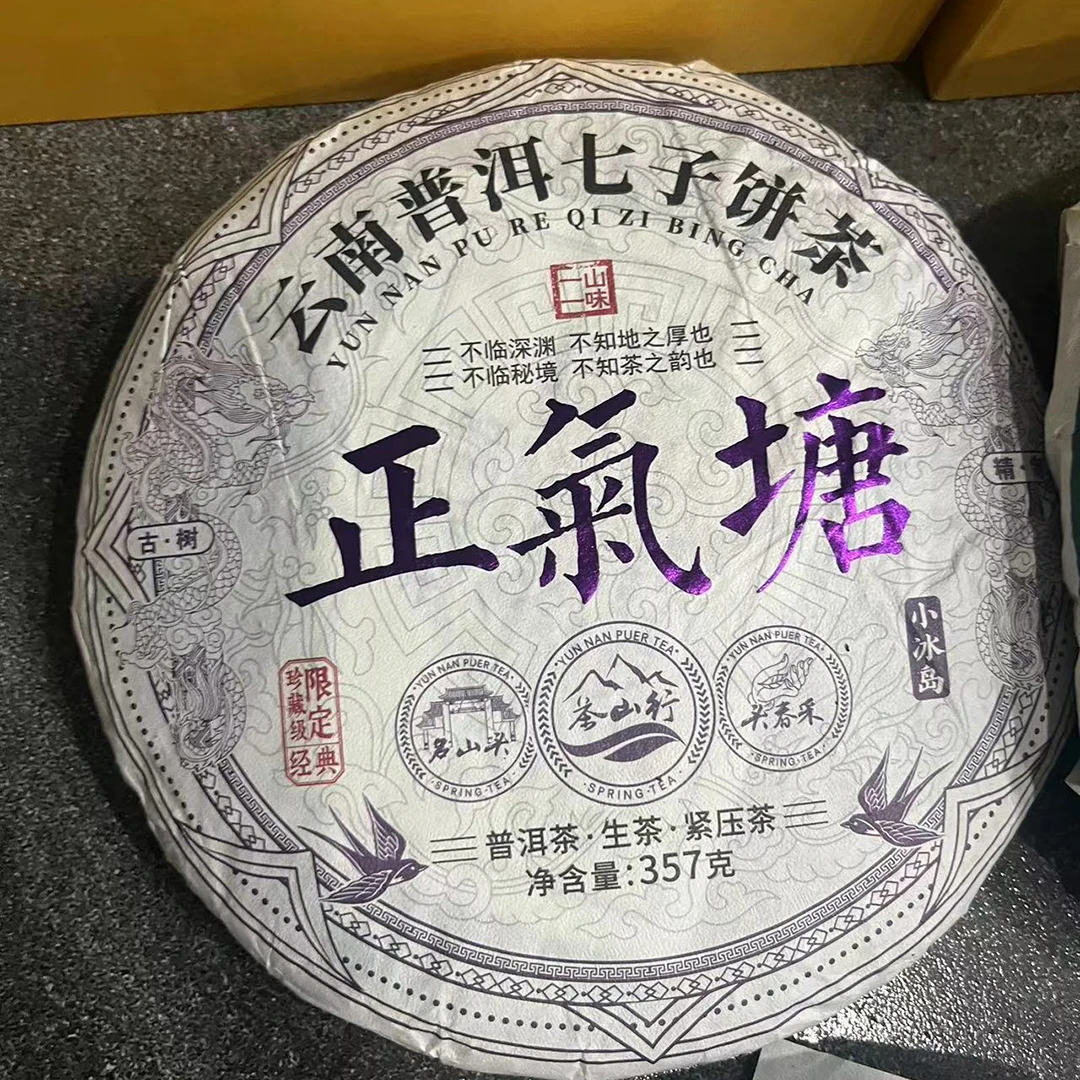 云南普洱七子饼茶
YUN NAN PU RE QI ZI BING CHA
山味
不临深渊 不知地之厚也
不临秘境 不知茶之韵也
正氣塘
古·树
精
小冰岛
限定
珍藏级
经典
YUN NAN PUER TEA
名山头
·SPRING·TEA·
YUN NAN PUER TEA
茶山行
·SPRING·TEA·
YUN NAN PUER TEA
头春采
·SPRING·TEA·
普洱茶·生茶·紧压茶
净含量:357克